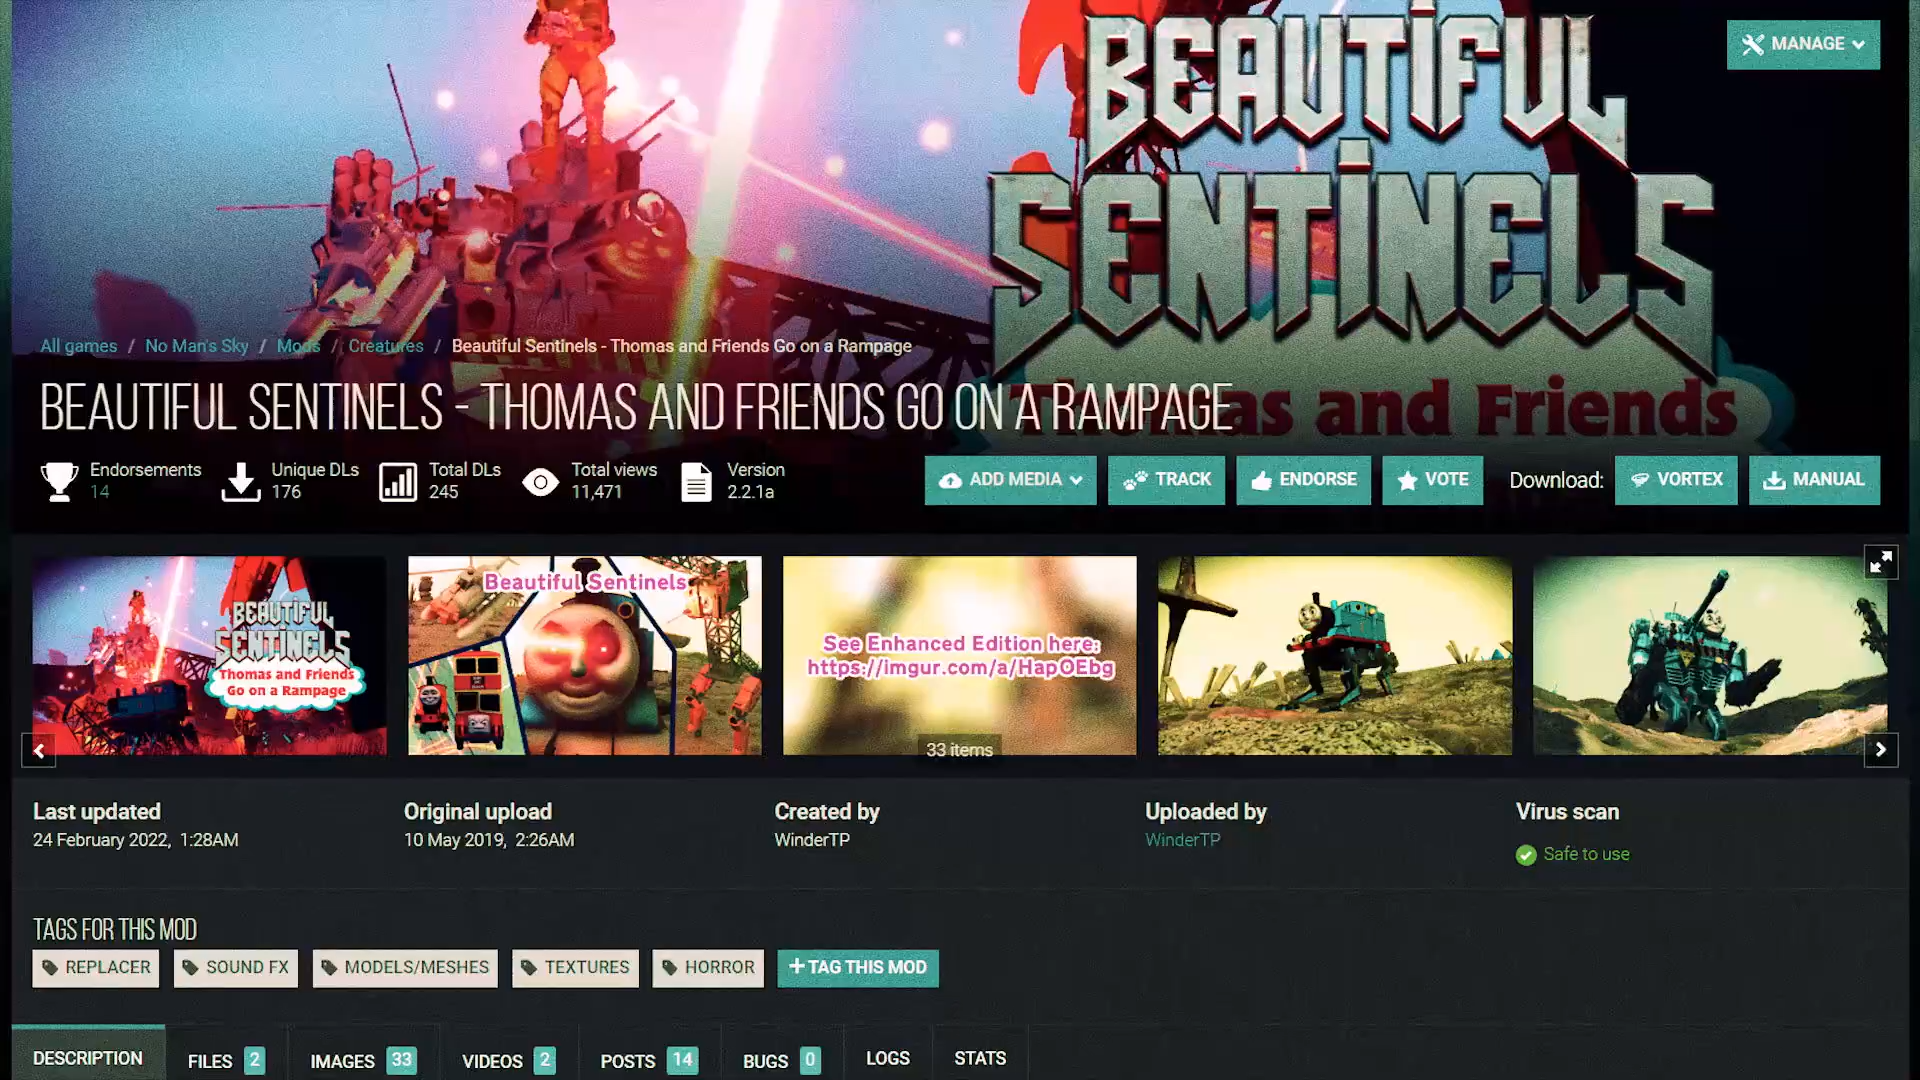 BEAUTIFUL
SENTINELS
Thomas and Friends
MANAGE
All games / No Man's Sky / Mods / Creatures / Beautiful Sentinels - Thomas and Friends Go on a Rampage
BEAUTIFUL SENTINELS - THOMAS AND FRIENDS GO ON A RAMPAGE
Endorsements
14
Unique DLs
176
Total DLs
245
Total views
11,471
Version
2.2.1a
ADD MEDIA
TRACK
ENDORSE
VOTE
Download:
VORTEX
MANUAL
BEAUTIFUL
SENTINELS
Thomas and Friends
Go on a Rampage
Beautiful Sentinels
See Enhanced Edition here:
https://imgur.com/a/HapOEbg
33 items
Last updated
24 February 2022, 1:28AM
Original upload
10 May 2019, 2:26AM
Created by
WinderTP
Uploaded by
WinderTP
Virus scan
Safe to use
TAGS FOR THIS MOD
REPLACER
SOUND FX
MODELS/MESHES
TEXTURES
HORROR
+TAG THIS MOD
DESCRIPTION
FILES 2
IMAGES 33
VIDEOS 2
POSTS 14
BUGS 0
LOGS
STATS